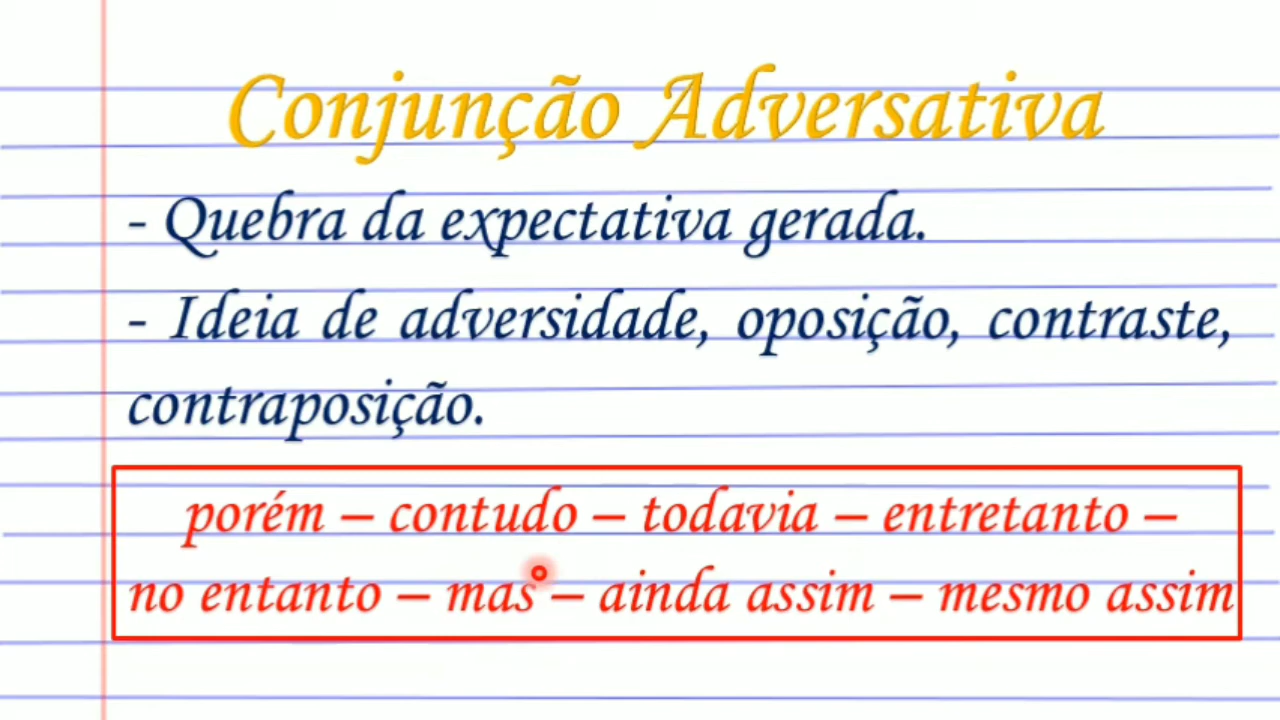 Conjunção Adversativa
- Quebra da expectativa gerada.
- Ideia de adversidade, oposição, contraste,
contraposição.
porém – contudo – todavia – entretanto –
no entanto – mas – ainda assim – mesmo assim